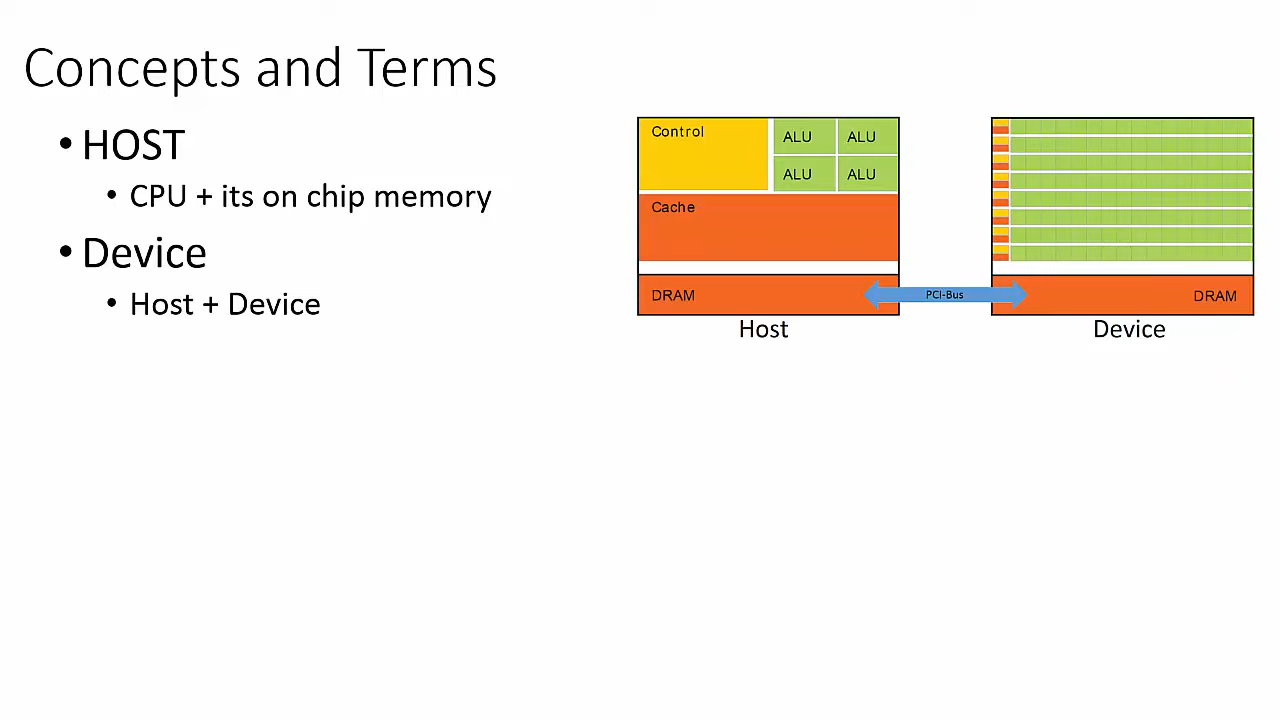 Concepts and Terms
• HOST
• CPU + its on chip memory
• Device
• Host + Device
Control
ALU ALU
ALU ALU
Cache
DRAM
PCI-Bus
DRAM
Host
Device